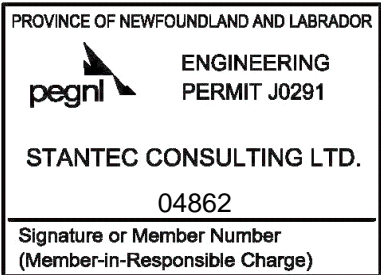 PROVINCE OF NEWFOUNDLAND AND LABRADOR
pegnl
ENGINEERING
PERMIT J0291
STANTEC CONSULTING LTD.
04862
Signature or Member Number
(Member-in-Responsible Charge)